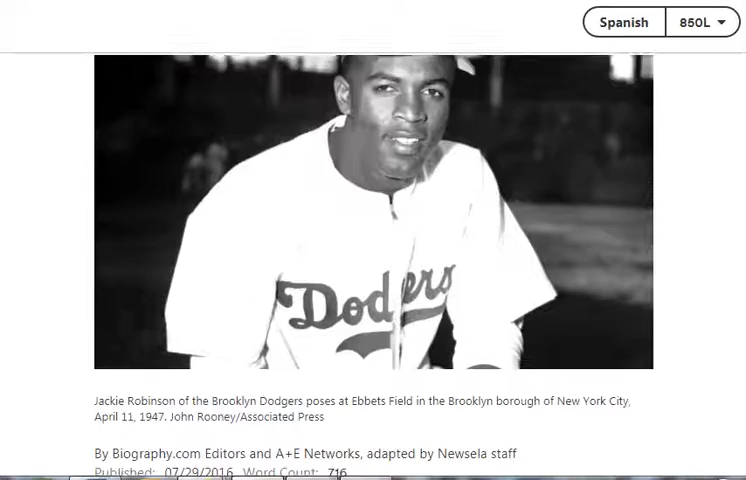 Spanish
850L
Dodgers
Jackie Robinson of the Brooklyn Dodgers poses at Ebbets Field in the Brooklyn borough of New York City,
April 11, 1947. John Rooney/Associated Press
By Biography.com Editors and A+E Networks, adapted by Newsela staff
Published: 07/29/2016 Word Count: 716